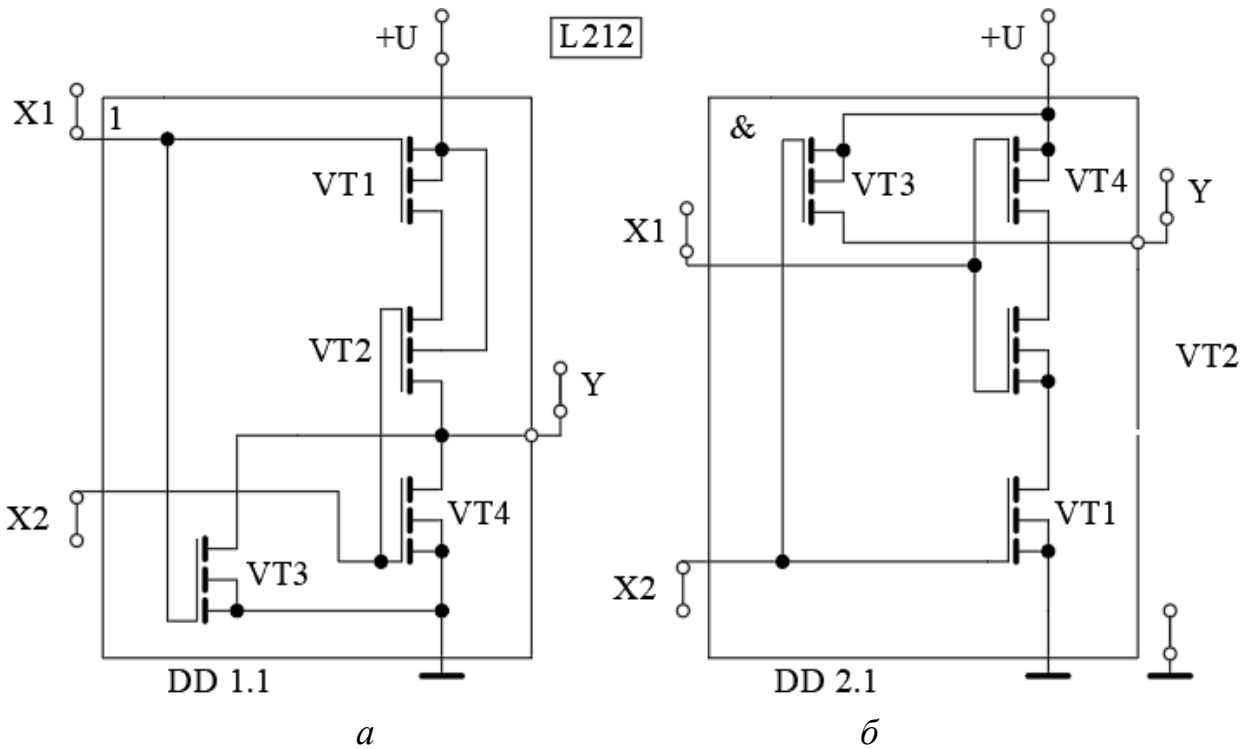 +U
L212
+U
X1
1
&
VT1
VT3
VT4
Y
X1
VT2
VT2
Y
X2
VT4
VT1
VT3
X2
DD 1.1
DD 2.1
а
б